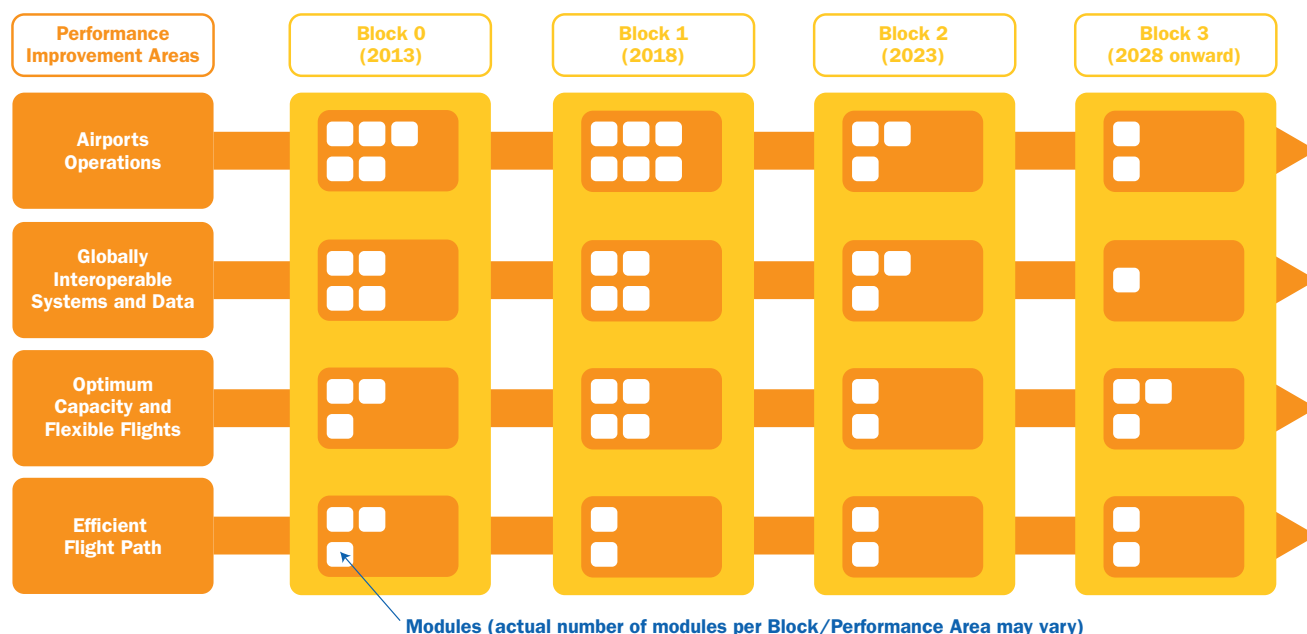 Performance
Improvement Areas
Block 0
(2013)
Block 1
(2018)
Block 2
(2023)
Block 3
(2028 onward)
Airports
Operations
Globally
Interoperable
Systems and Data
Optimum
Capacity and
Flexible Flights
Efficient
Flight Path
Modules (actual number of modules per Block/Performance Area may vary)